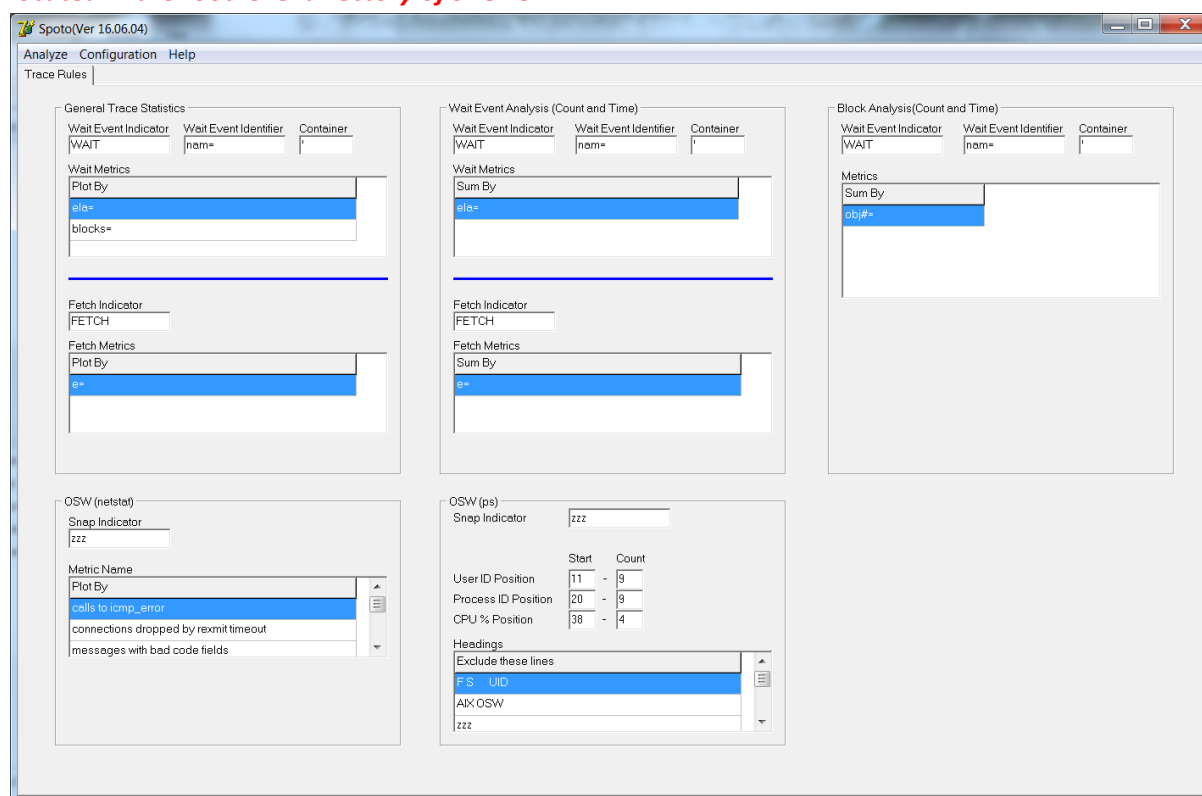 Spoto(Ver 16.06.04)
Analyze Configuration Help
Trace Rules
General Trace Statistics
Wait Event Indicator Wait Event Identifier Container
WAIT nam= '
Wait Metrics
Plot By
ela=
blocks=
Fetch Indicator
FETCH
Fetch Metrics
Plot By
e=
Wait Event Analysis (Count and Time)
Wait Event Indicator Wait Event Identifier Container
WAIT nam= '
Wait Metrics
Sum By
ela=
Fetch Indicator
FETCH
Fetch Metrics
Sum By
e=
Block Analysis(Count and Time)
Wait Event Indicator Wait Event Identifier Container
WAIT nam= '
Metrics
Sum By
obj#=
OSW (netstat)
Snap Indicator
zzz
Metric Name
Plot By
calls to icmp_error
connections dropped by rexmit timeout
messages with bad code fields
OSW (ps)
Snap Indicator zzz
Start Count
User ID Position 11 - 9
Process ID Position 20 - 9
CPU % Position 38 - 4
Headings
Exclude these lines
F S UID
AIX OSW
zzz